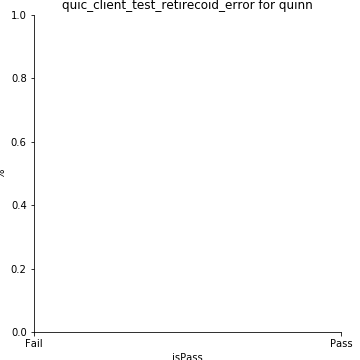 quic_client_test_retirecoid_error for quinn
1.0
0.8
%
0.6
0.4
0.2
0.0
Fail
Pass
isPass